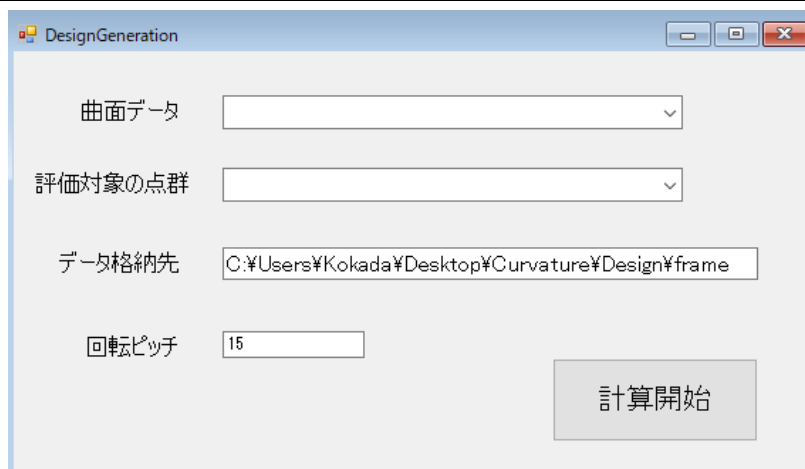 DesignGeneration
曲面データ
評価対象の点群
データ格納先 C:¥Users¥Kokada¥Desktop¥Curvature¥Design¥frame
回転ピッチ 15
計算開始